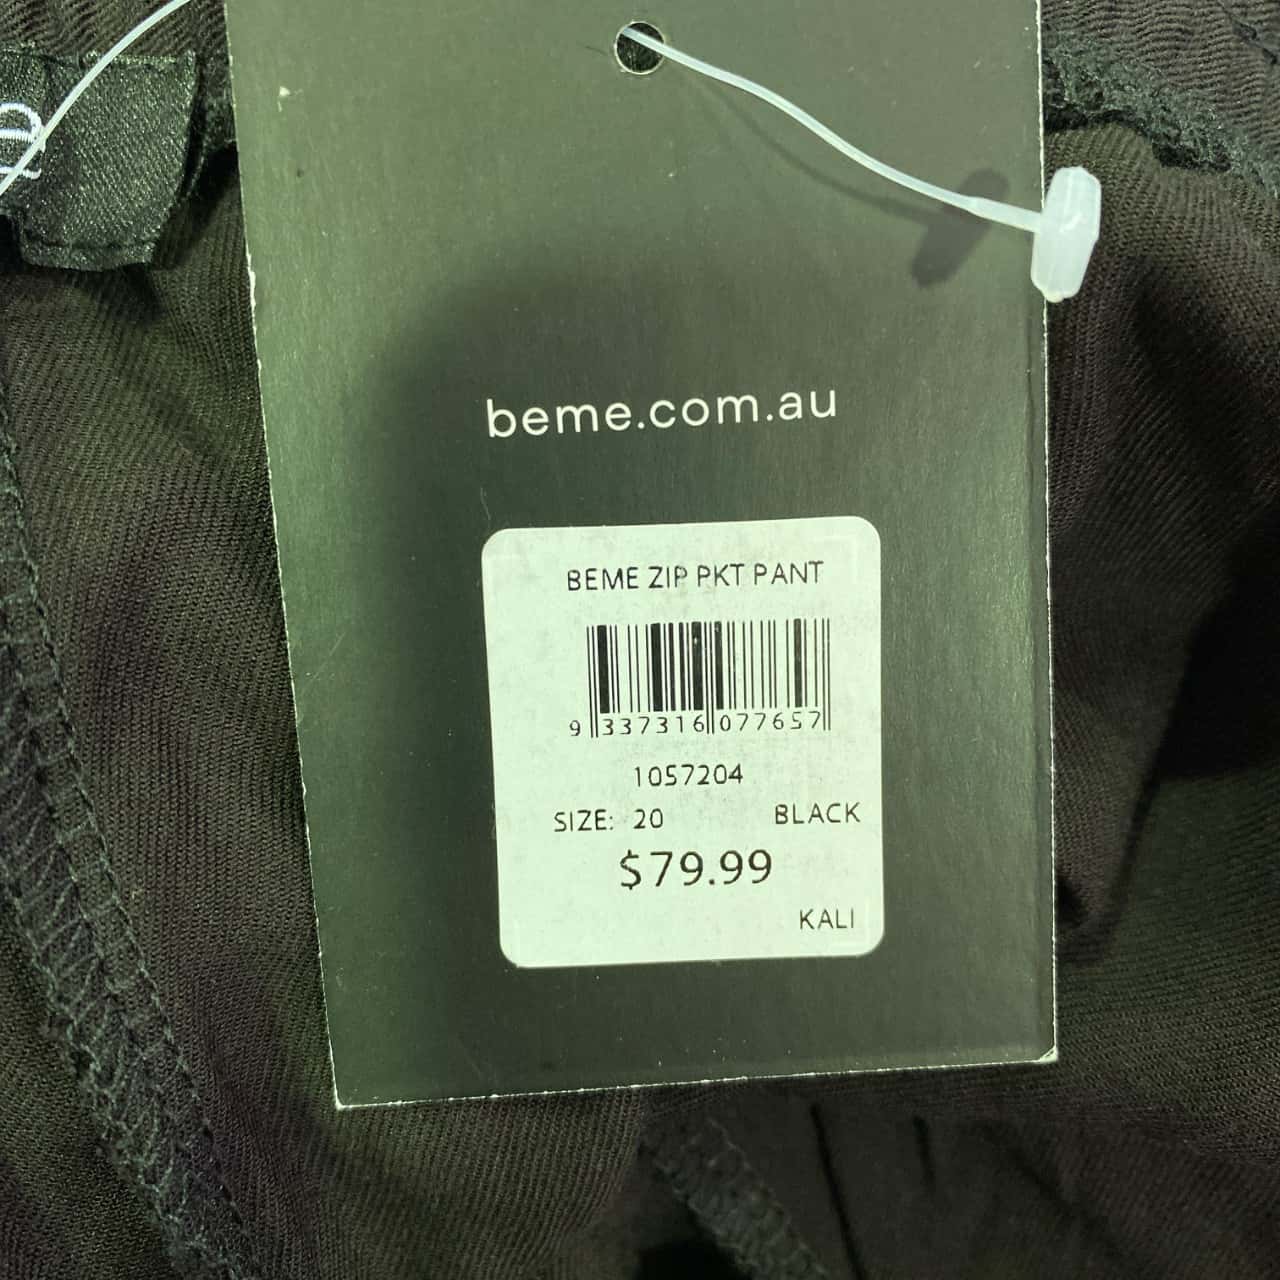 beme.com.au
BEME ZIP PKT PANT
9 337316 077657
1057204
SIZE: 20 BLACK
$79.99
KALI